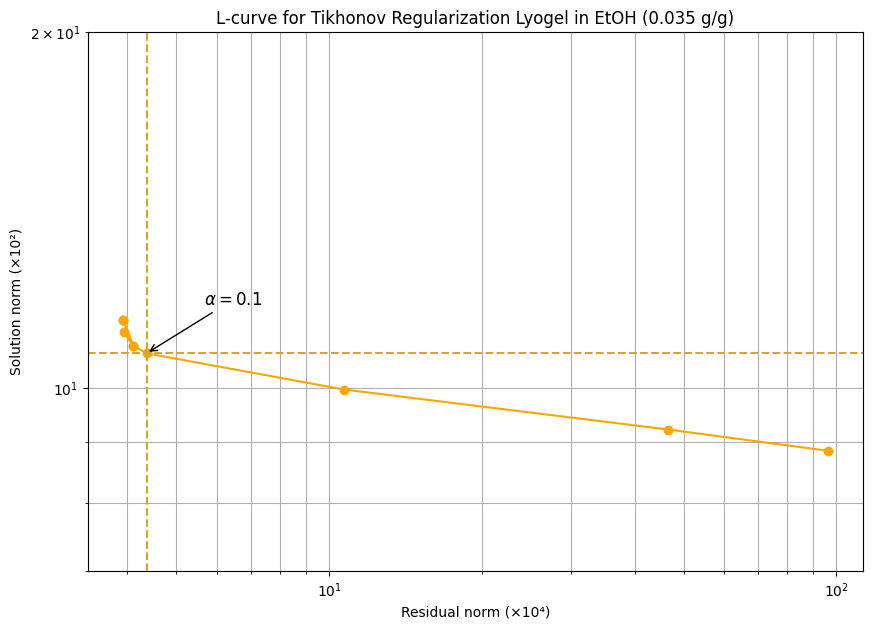 L-curve for Tikhonov Regularization Lyogel in EtOH (0.035 g/g)
2 × 10¹
Solution norm (×10²)
α = 0.1
10¹
10¹ 10²
Residual norm (×10⁴)